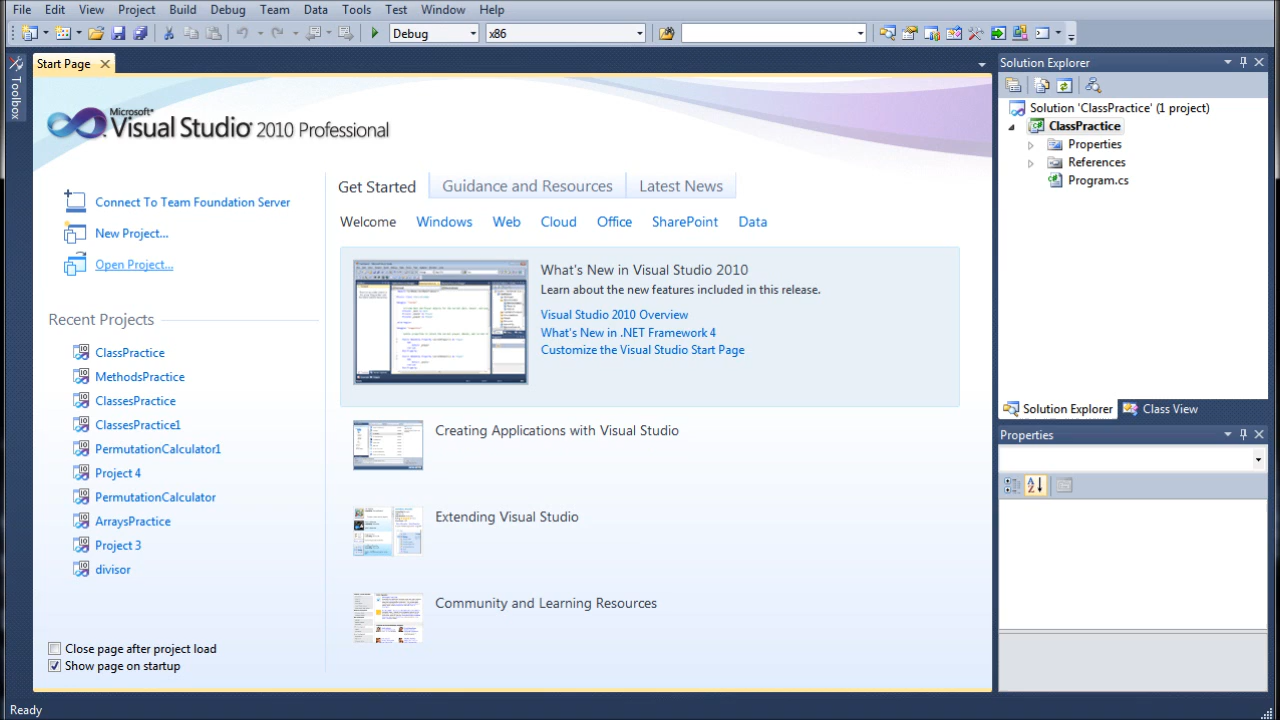 File Edit View Project Build Debug Team Data Tools Test Window Help
Debug x86
Toolbox
Start Page
Microsoft®
Visual Studio 2010 Professional
Connect To Team Foundation Server
New Project...
Open Project...
Recent Projects
ClassPractice
MethodsPractice
ClassesPractice
ClassesPractice1
PermutationCalculator1
Project 4
PermutationCalculator
ArraysPractice
Project 3
divisor
Close page after project load
Show page on startup
Get Started Guidance and Resources Latest News
Welcome Windows Web Cloud Office SharePoint Data
What's New in Visual Studio 2010
Learn about the new features included in this release.
Visual Studio 2010 Overview
What's New in .NET Framework 4
Customize the Visual Studio Start Page
Creating Applications with Visual Studio
Extending Visual Studio
Community and Learning Resources
Solution Explorer
Solution 'ClassPractice' (1 project)
ClassPractice
Properties
References
Program.cs
Solution Explorer Class View
Properties
Ready